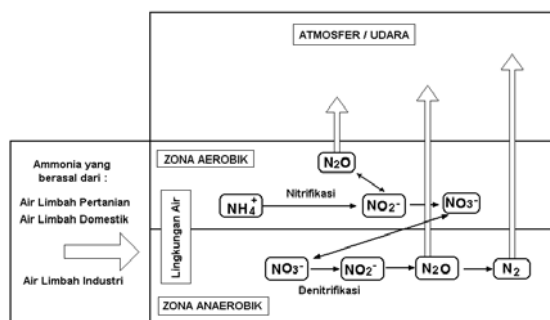 ATMOSFER / UDARA
Ammonia yang
berasal dari :
Air Limbah Pertanian
Air Limbah Domestik
Air Limbah Industri
Lingkungan Air
ZONA AEROBIK
N2O
Nitrifikasi
NH4+
NO2-
NO3-
NO3-
NO2-
N2O
N2
Denitrifikasi
ZONA ANAEROBIK